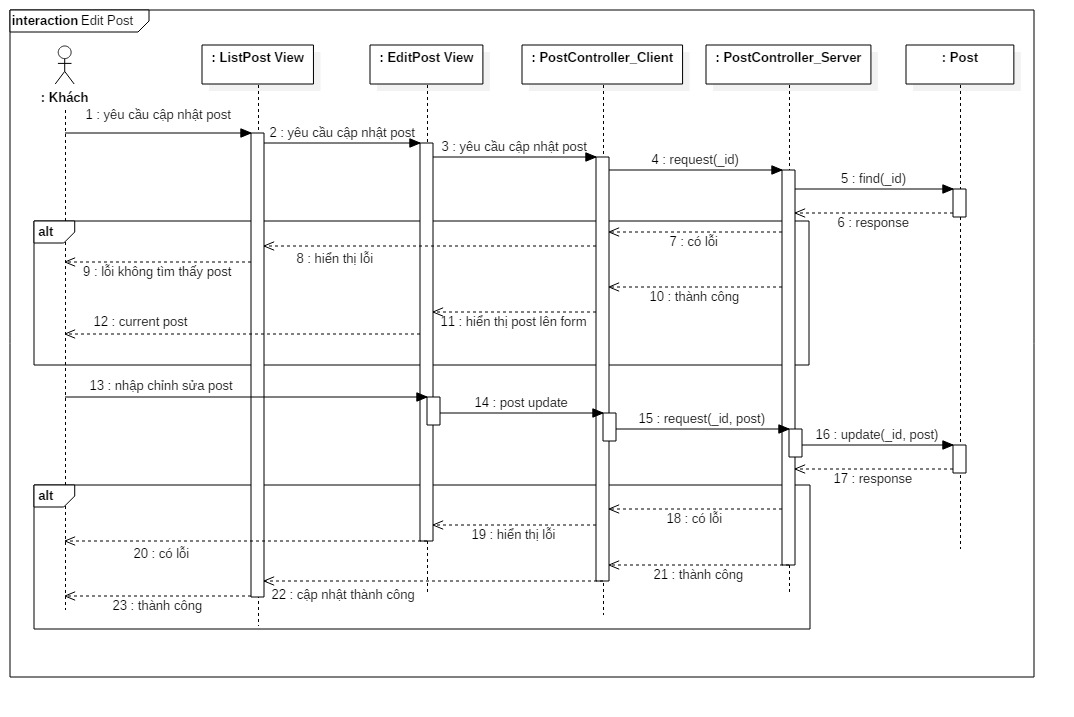 interaction Edit Post
: Khách
: ListPost View
: EditPost View
: PostController_Client
: PostController_Server
: Post
1 : yêu cầu cập nhật post
2 : yêu cầu cập nhật post
3 : yêu cầu cập nhật post
4 : request(_id)
5 : find(_id)
6 : response
alt
7 : có lỗi
8 : hiển thị lỗi
9 : lỗi không tìm thấy post
10 : thành công
11 : hiển thị post lên form
12 : current post
13 : nhập chỉnh sửa post
14 : post update
15 : request(_id, post)
16 : update(_id, post)
17 : response
alt
18 : có lỗi
19 : hiển thị lỗi
20 : có lỗi
21 : thành công
22 : cập nhật thành công
23 : thành công